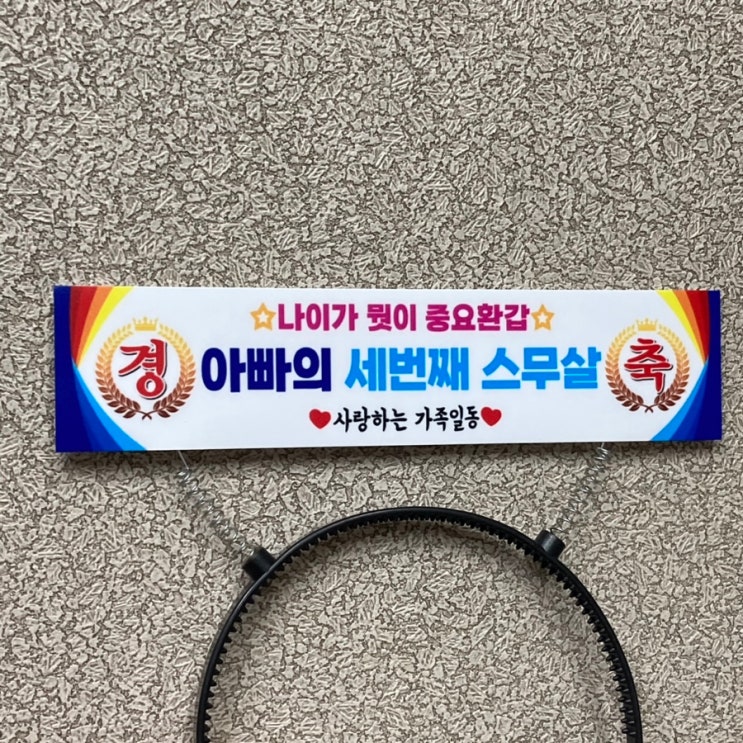 ☆나이가 뭣이 중요환갑☆
경 아빠의 세번째 스무살 축
♥사랑하는 가족일동♥